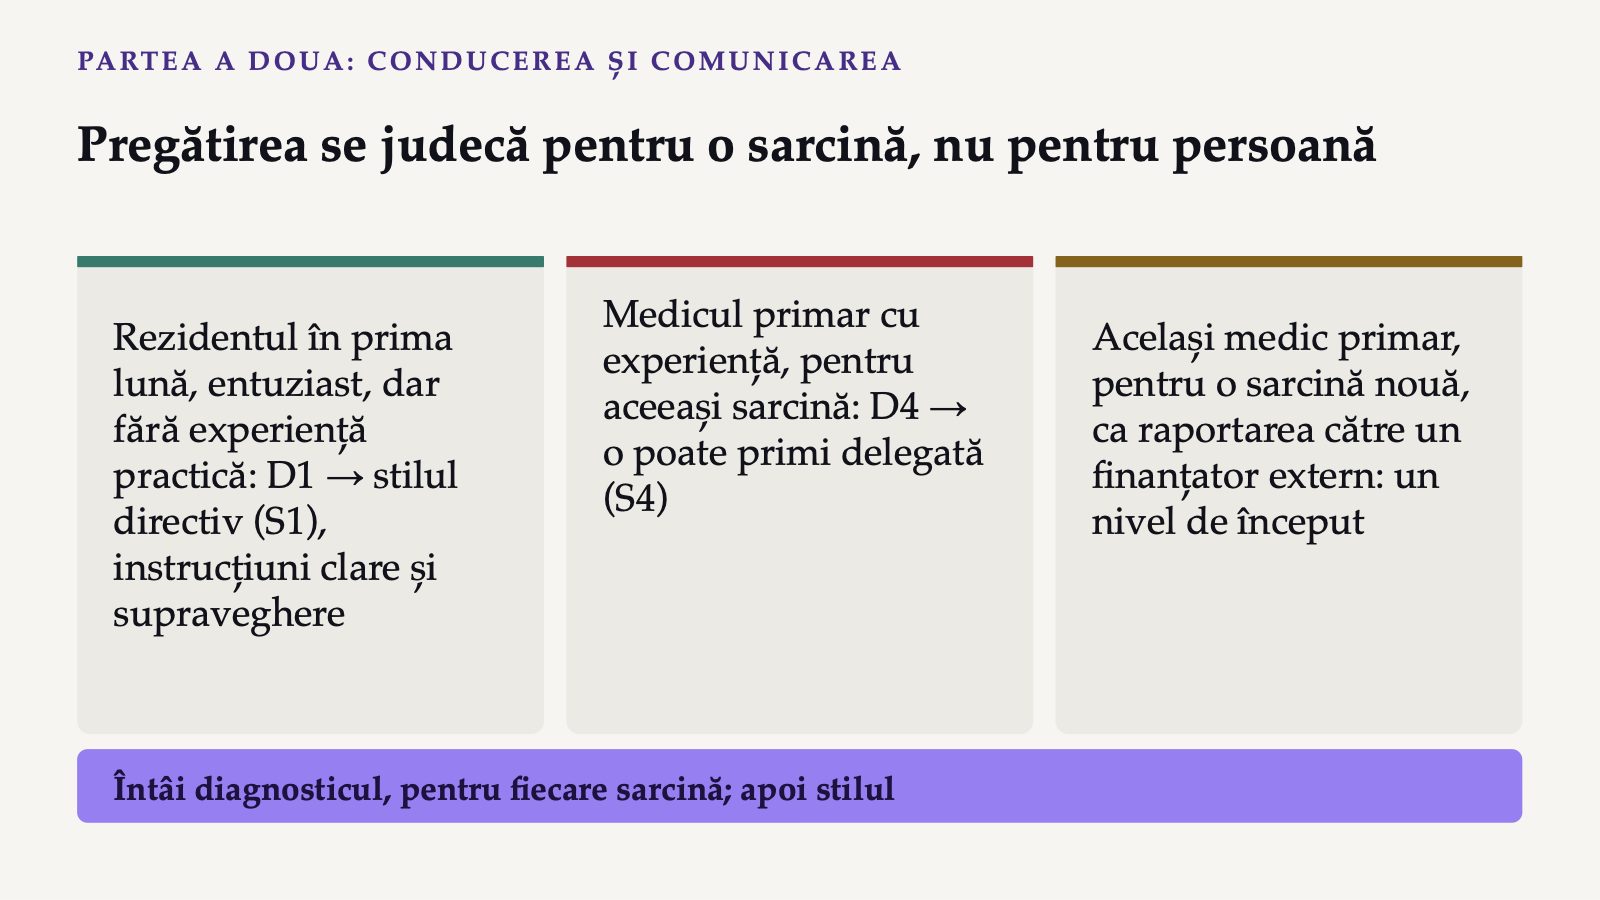 PARTEA A DOUA: CONDUCEREA ȘI COMUNICAREA
Pregătirea se judecă pentru o sarcină, nu pentru persoană
Rezidentul în prima
lună, entuziast, dar
fără experiență
practică: D1 → stilul
directiv (S1),
instrucțiuni clare și
supraveghere
Medicul primar cu
experiență, pentru
aceeași sarcină: D4 →
o poate primi delegată
(S4)
Același medic primar,
pentru o sarcină nouă,
ca raportarea către un
finanțator extern: un
nivel de început
Întâi diagnosticul, pentru fiecare sarcină; apoi stilul